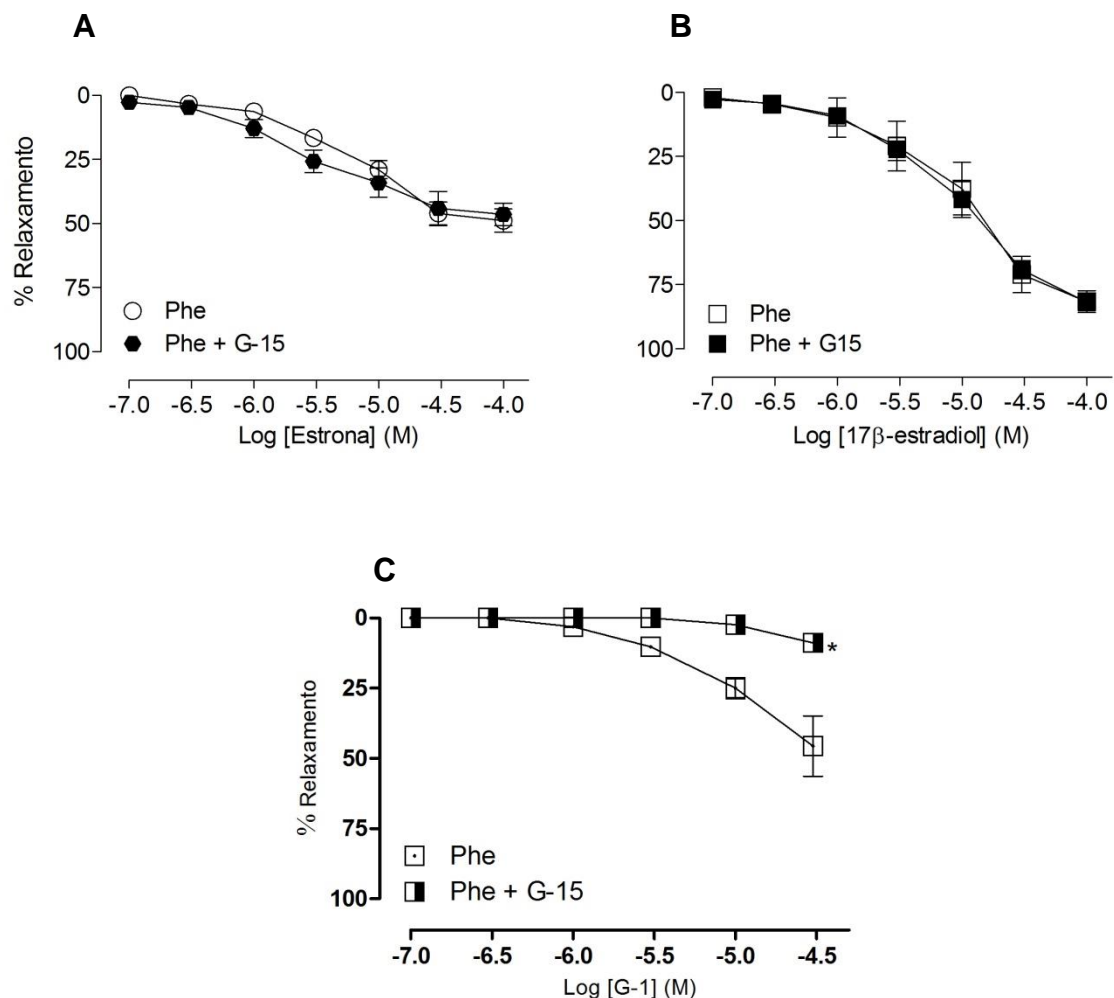 A
% Relaxamento
0
25
50
75
100
Phe
Phe + G-15
-7.0 -6.5 -6.0 -5.5 -5.0 -4.5 -4.0
Log [Estrona] (M)
B
0
25
50
75
100
Phe
Phe + G15
-7.0 -6.5 -6.0 -5.5 -5.0 -4.5 -4.0
Log [17β-estradiol] (M)
C
% Relaxamento
0
25
50
75
100
*
Phe
Phe + G-15
-7.0 -6.5 -6.0 -5.5 -5.0 -4.5
Log [G-1] (M)